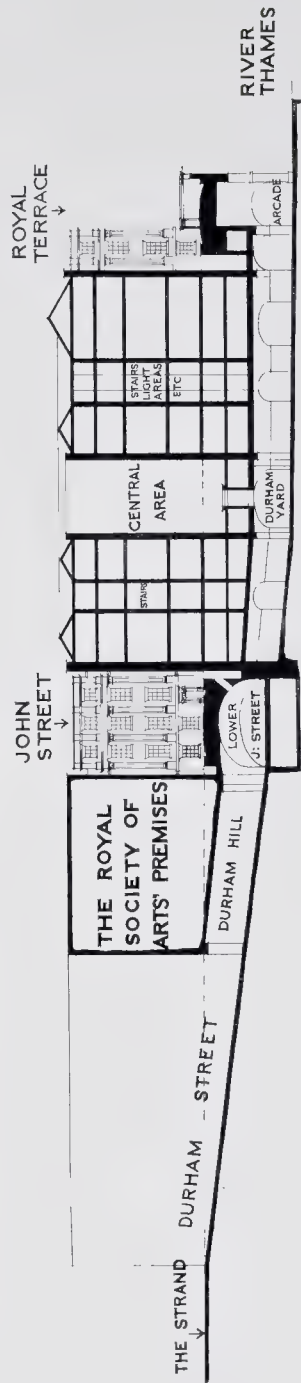 THE STRAND
DURHAM STREET
DURHAM HILL
THE ROYAL
SOCIETY OF
ARTS' PREMISES
JOHN
STREET
LOWER
J: STREET
STAIRS
CENTRAL
AREA
DURHAM
YARD
STAIRS
LIGHT
AREAS
ETC
ROYAL
TERRACE
ARCADE
RIVER
THAMES